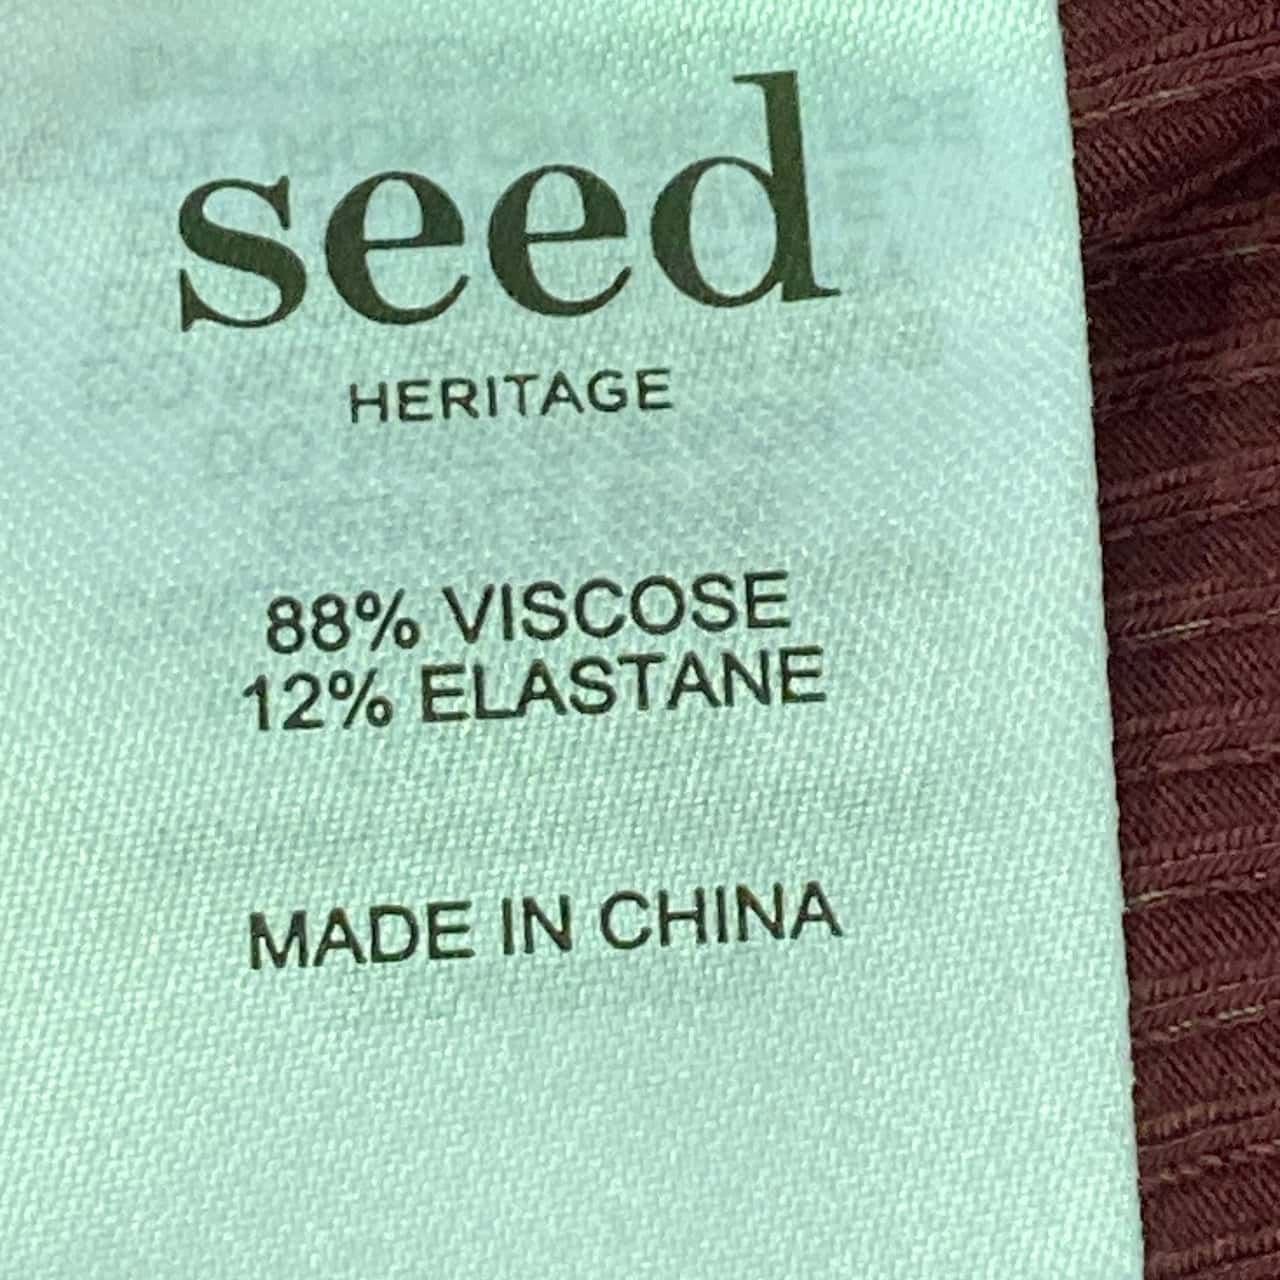 seed
HERITAGE
88% VISCOSE
12% ELASTANE
MADE IN CHINA